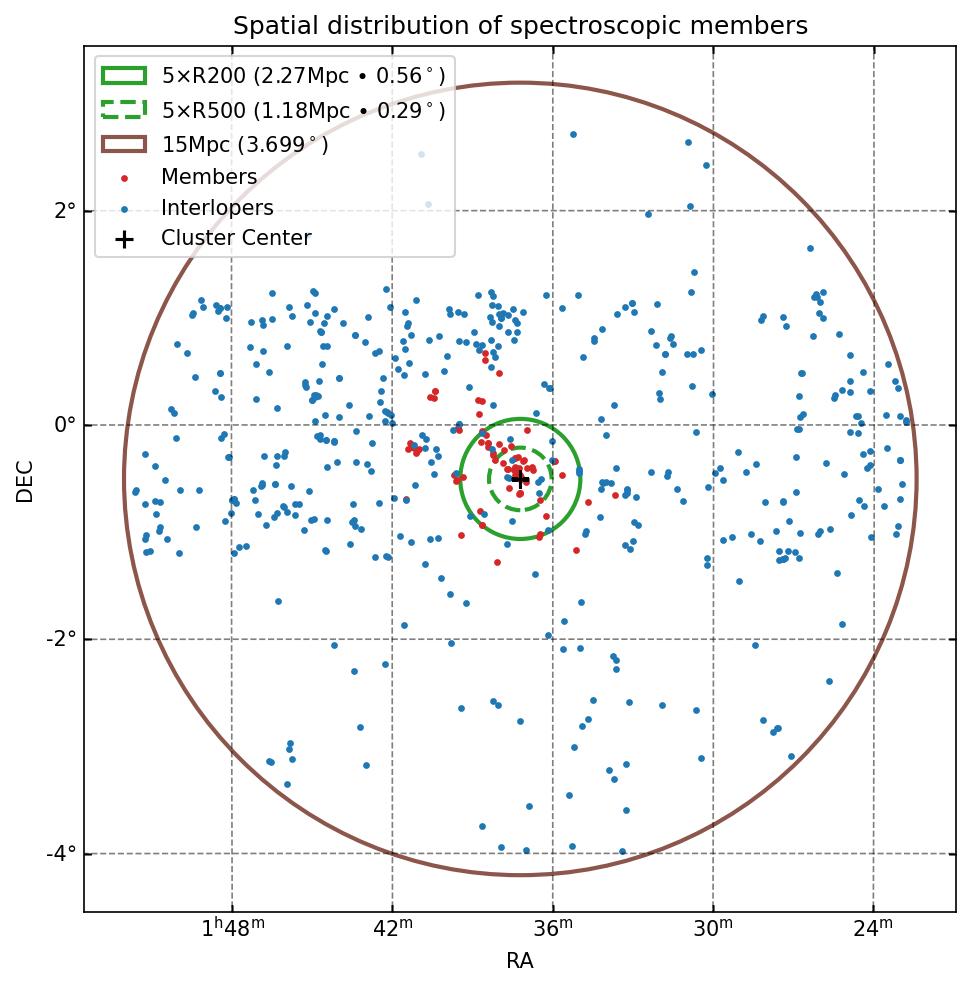 Spatial distribution of spectroscopic members
5×R200 (2.27Mpc • 0.56°)
5×R500 (1.18Mpc • 0.29°)
15Mpc (3.699°)
Members
Interlopers
Cluster Center
2°
0°
-2°
-4°
DEC
1ʰ48ᵐ 42ᵐ 36ᵐ 30ᵐ 24ᵐ
RA